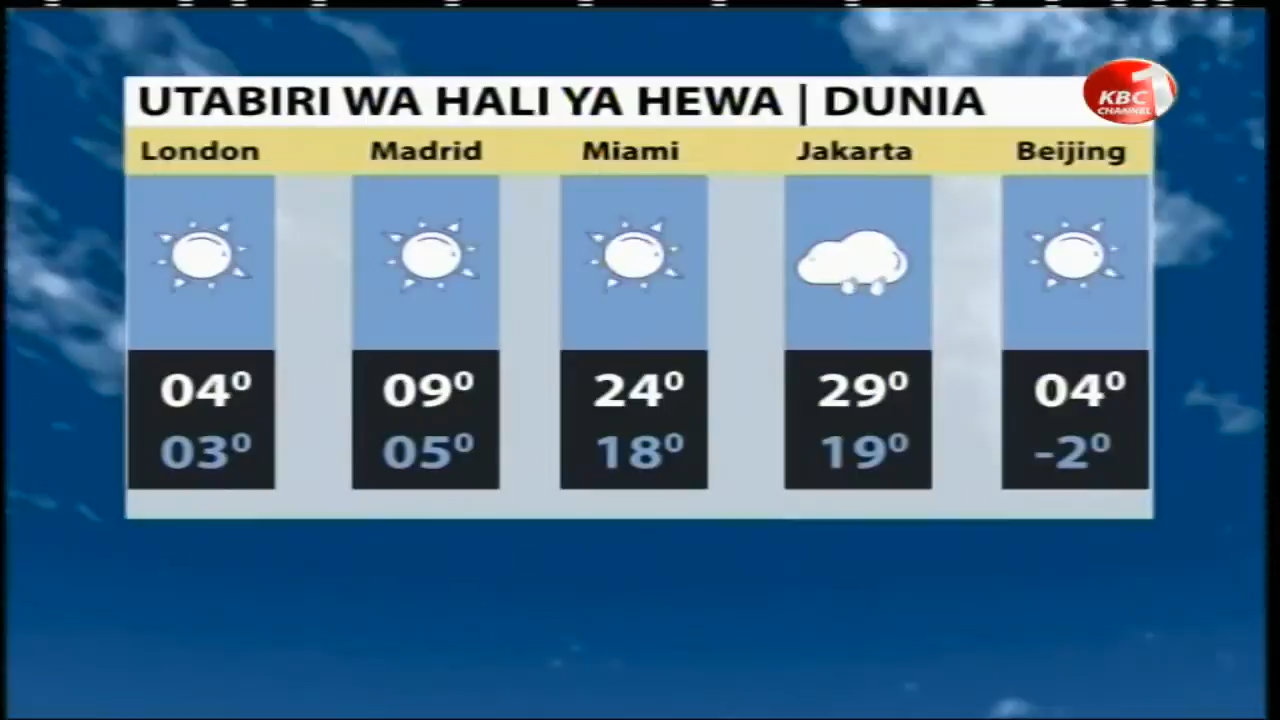 UTABIRI WA HALI YA HEWA | DUNIA
KBC 1
CHANNEL
London Madrid Miami Jakarta Beijing
04⁰ 09⁰ 24⁰ 29⁰ 04⁰
03⁰ 05⁰ 18⁰ 19⁰ -2⁰